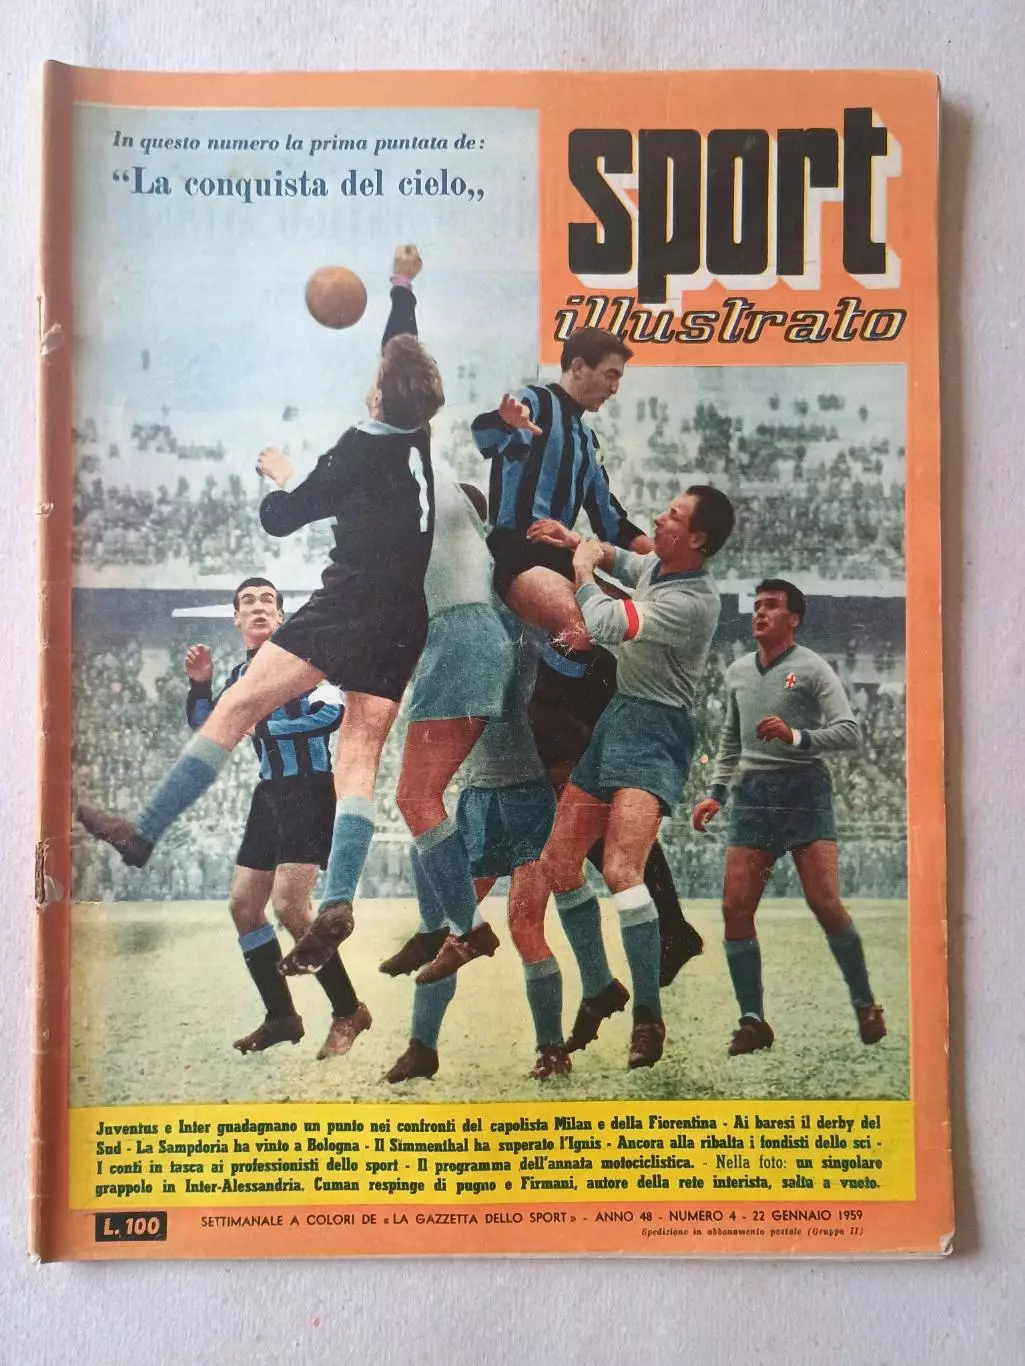 In questo numero la prima puntata de:
“La conquista del cielo„
sport
illustrato
Juventus e Inter guadagnano un punto nei confronti del capolista Milan e della Fiorentina - Ai baresi il derby del
Sud - La Sampdoria ha vinto a Bologna - Il Simmenthal ha superato l'Ignis - Ancora alla ribalta i fondisti dello sci -
I conti in tasca ai professionisti dello sport - Il programma dell'annata motociclistica. - Nella foto: un singolare
grappolo in Inter-Alessandria. Cuman respinge di pugno e Firmani, autore della rete interista, salta a vuoto.
L. 100
SETTIMANALE A COLORI DE «LA GAZZETTA DELLO SPORT» - ANNO 48 - NUMERO 4 - 22 GENNAIO 1959
Spedizione in abbonamento postale (Gruppo II)